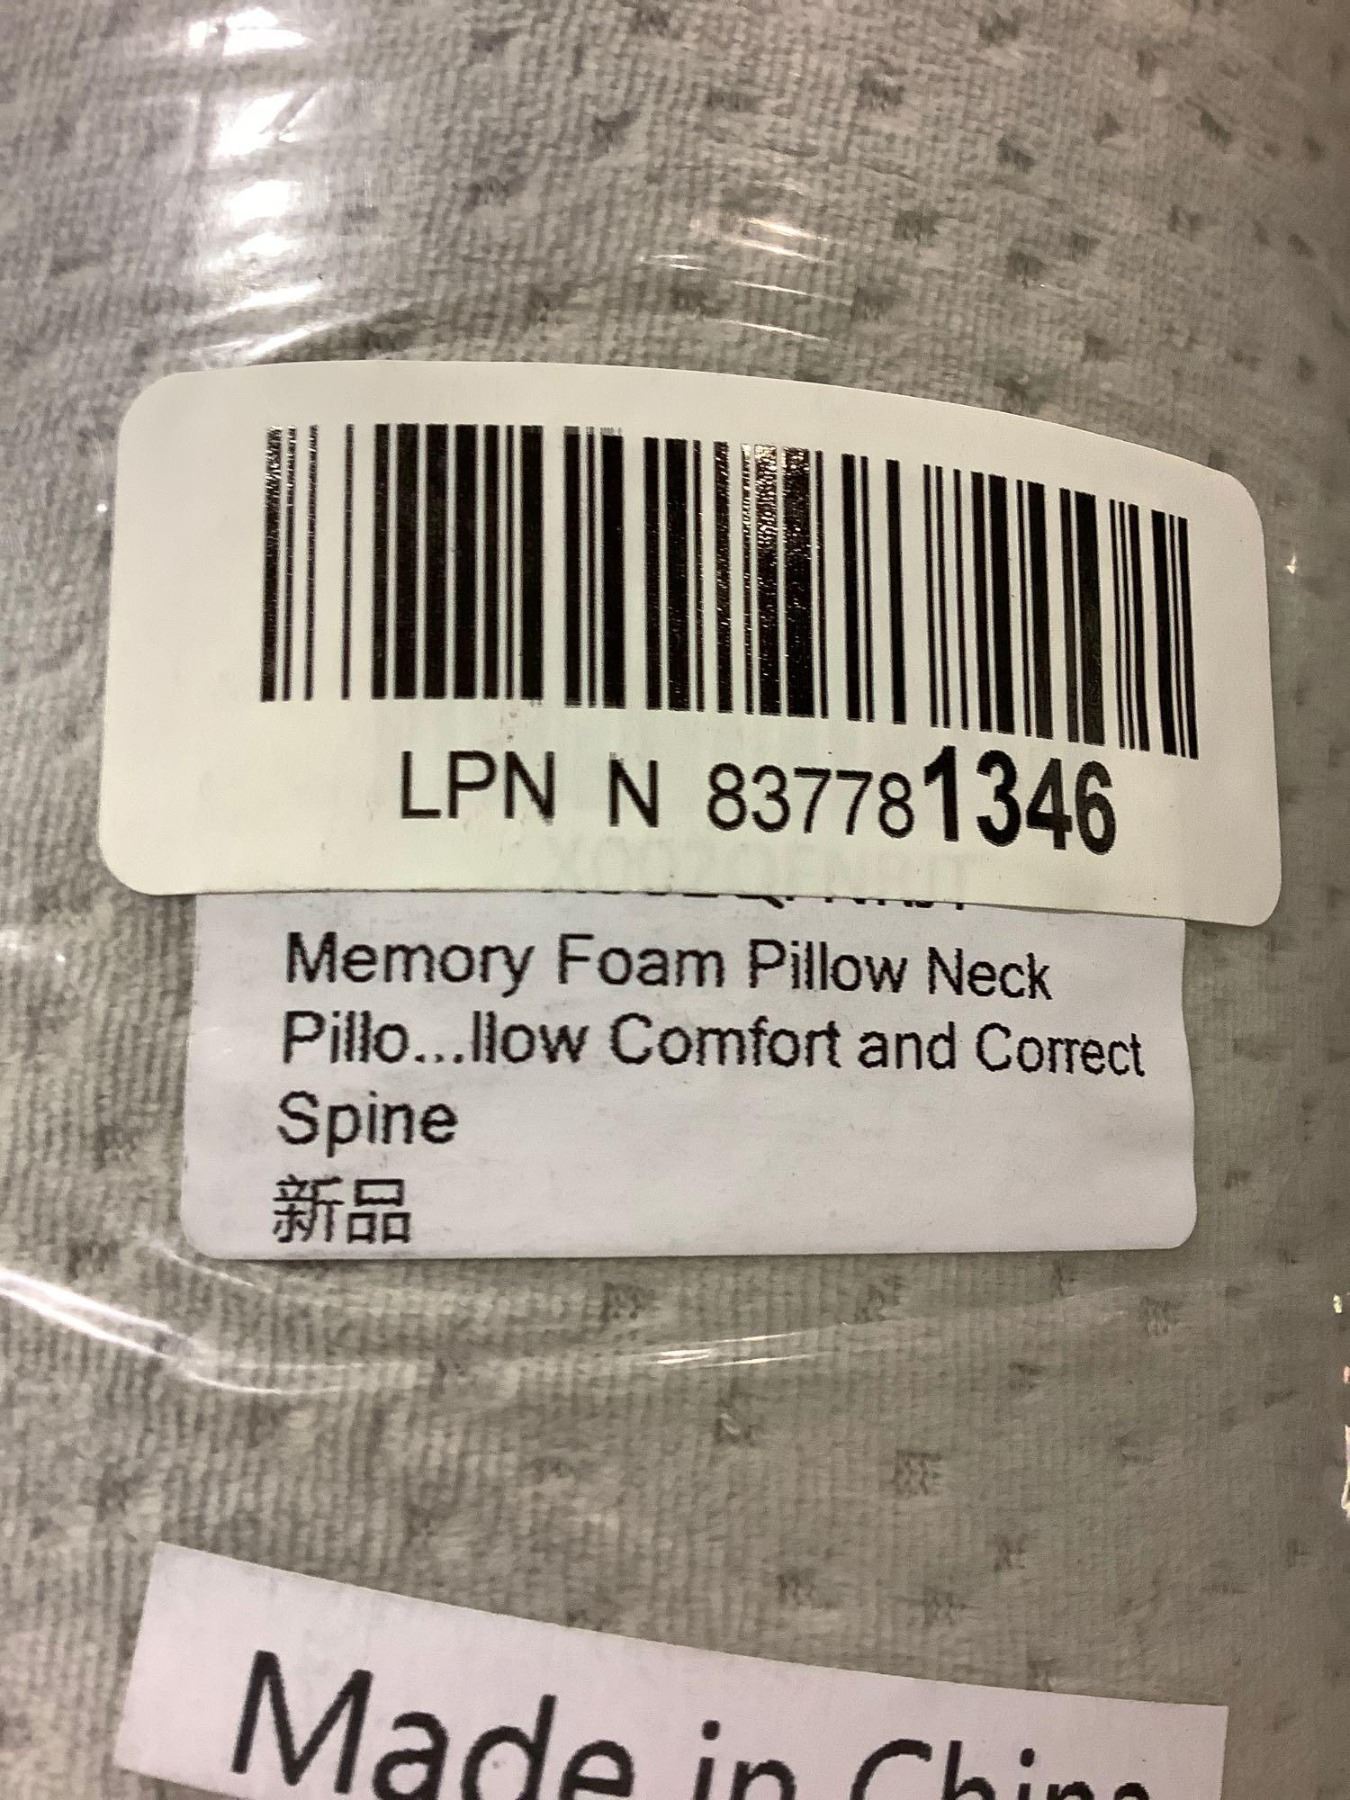 LPN N 837781346
Memory Foam Pillow Neck
Pillo...llow Comfort and Correct
Spine
新品
Made in China